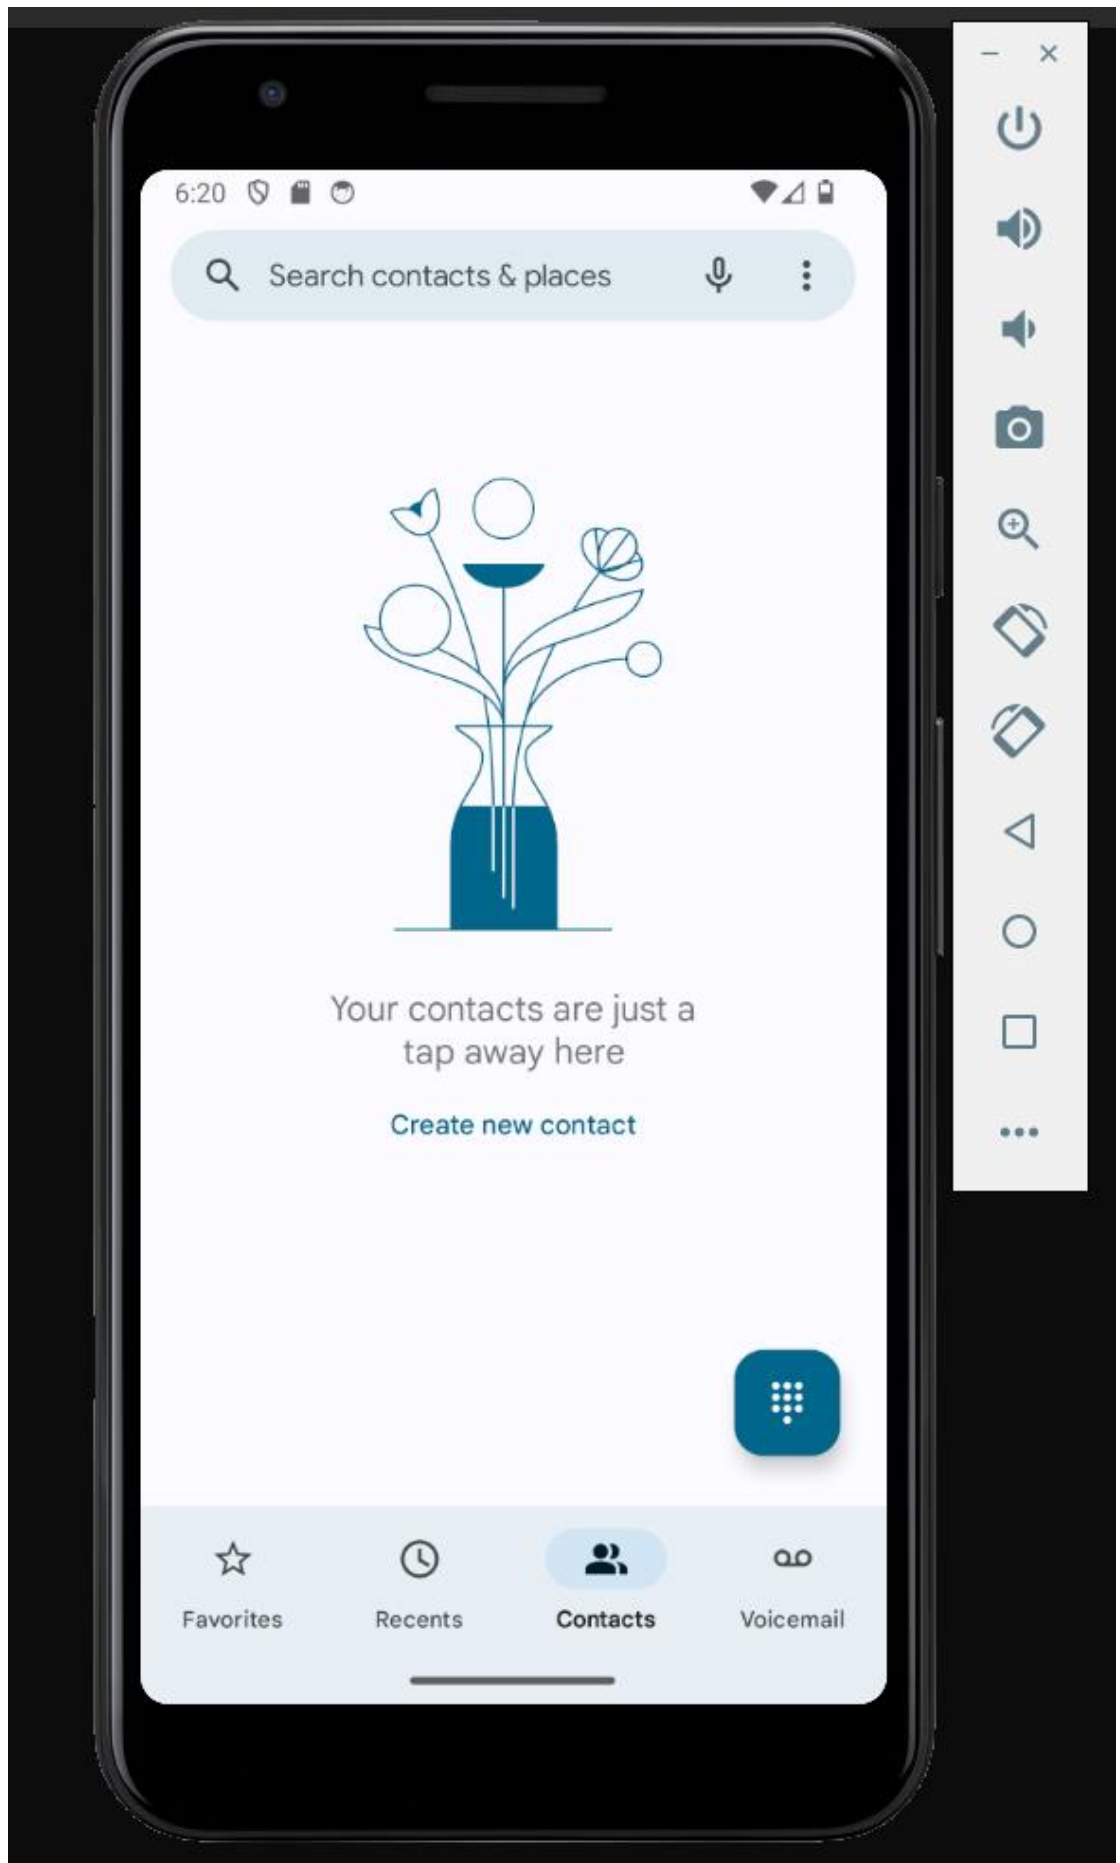 6:20
Search contacts & places
Your contacts are just a
tap away here
Create new contact
Favorites
Recents
Contacts
Voicemail